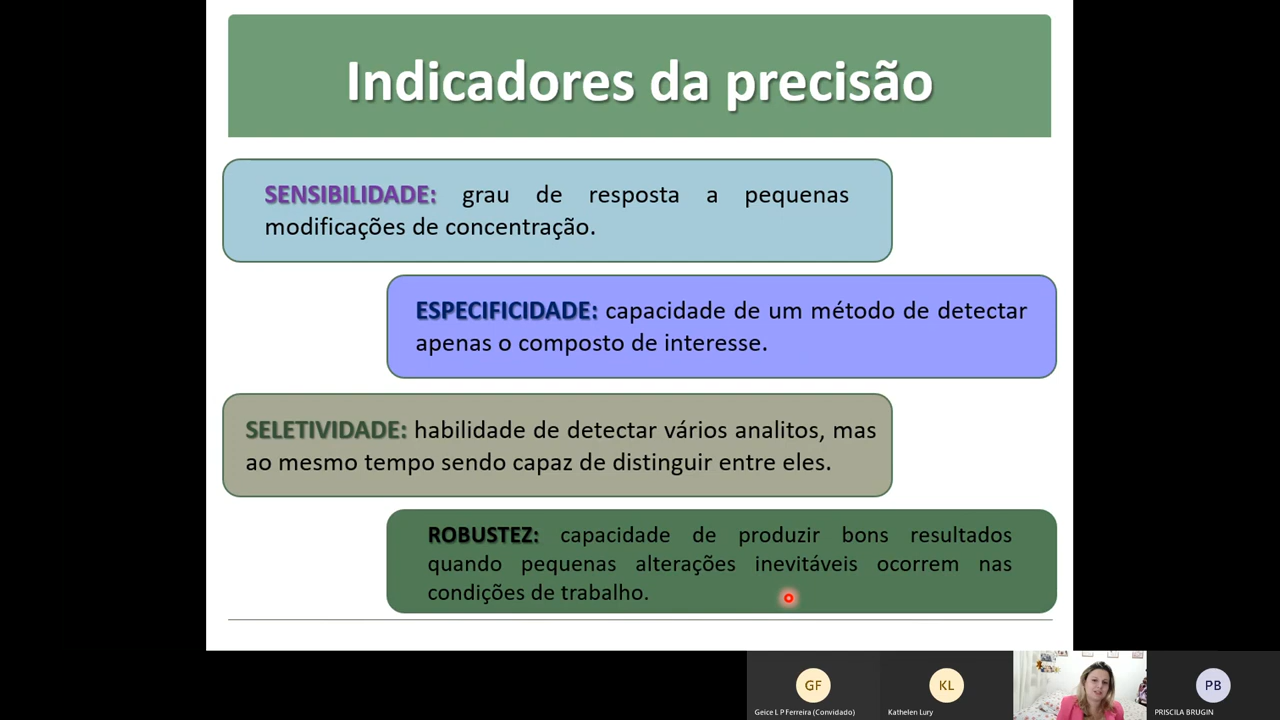 Indicadores da precisão
SENSIBILIDADE: grau de resposta a pequenas
modificações de concentração.
ESPECIFICIDADE: capacidade de um método de detectar
apenas o composto de interesse.
SELETIVIDADE: habilidade de detectar vários analitos, mas
ao mesmo tempo sendo capaz de distinguir entre eles.
ROBUSTEZ: capacidade de produzir bons resultados
quando pequenas alterações inevitáveis ocorrem nas
condições de trabalho.
GF
KL
PB
Geice L P Ferreira (Convidado)
Kathelen Lury
PRISCILA BRUGIN